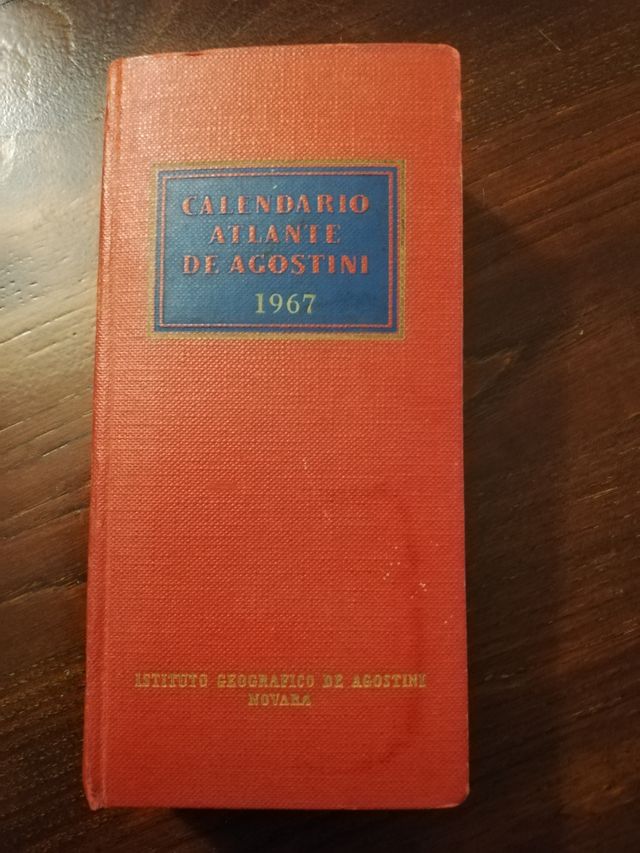 CALENDARIO
ATLANTE
DE AGOSTINI
1967
ISTITUTO GEOGRAFICO DE AGOSTINI
NOVARA